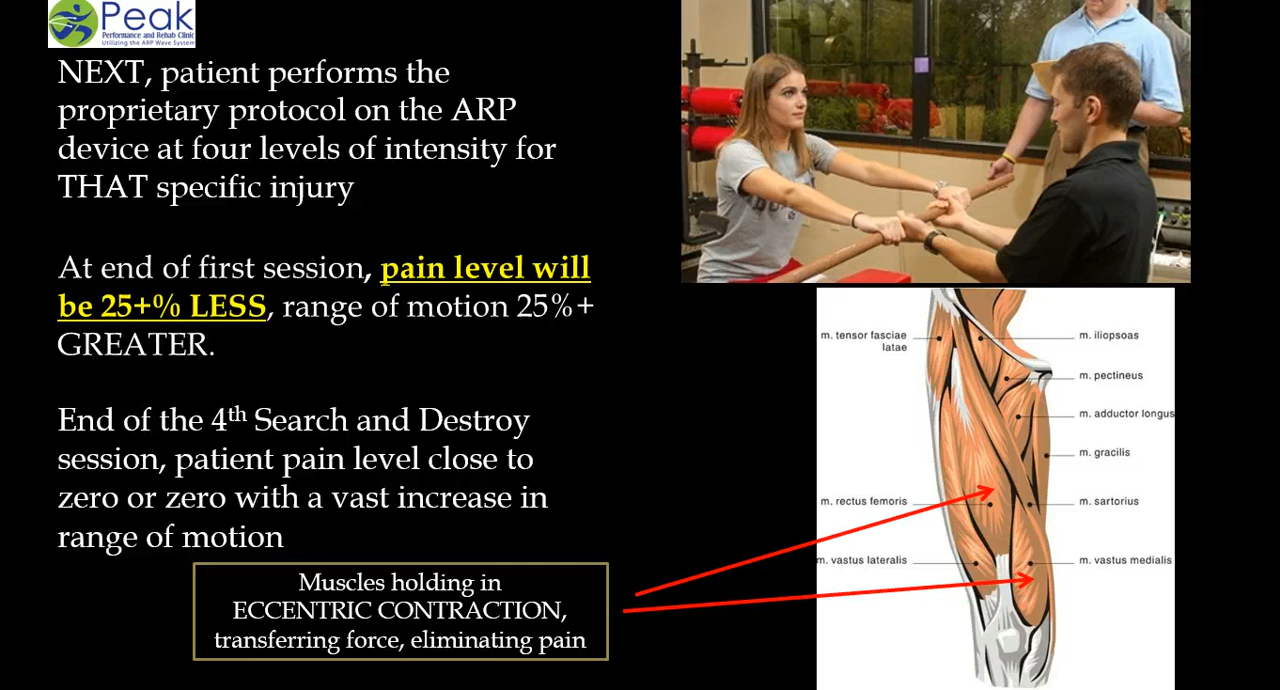 Peak
Performance and Rehab Clinic
Utilizing the ARP Wave System
NEXT, patient performs the
proprietary protocol on the ARP
device at four levels of intensity for
THAT specific injury
At end of first session, pain level will
be 25+% LESS, range of motion 25%+
GREATER.
End of the 4th Search and Destroy
session, patient pain level close to
zero or zero with a vast increase in
range of motion
Muscles holding in
ECCENTRIC CONTRACTION,
transferring force, eliminating pain
m. tensor fasciae
latae
m. rectus femoris
m. vastus lateralis
m. iliopsoas
m. pectineus
m. adductor longus
m. gracilis
m. sartorius
m. vastus medialis